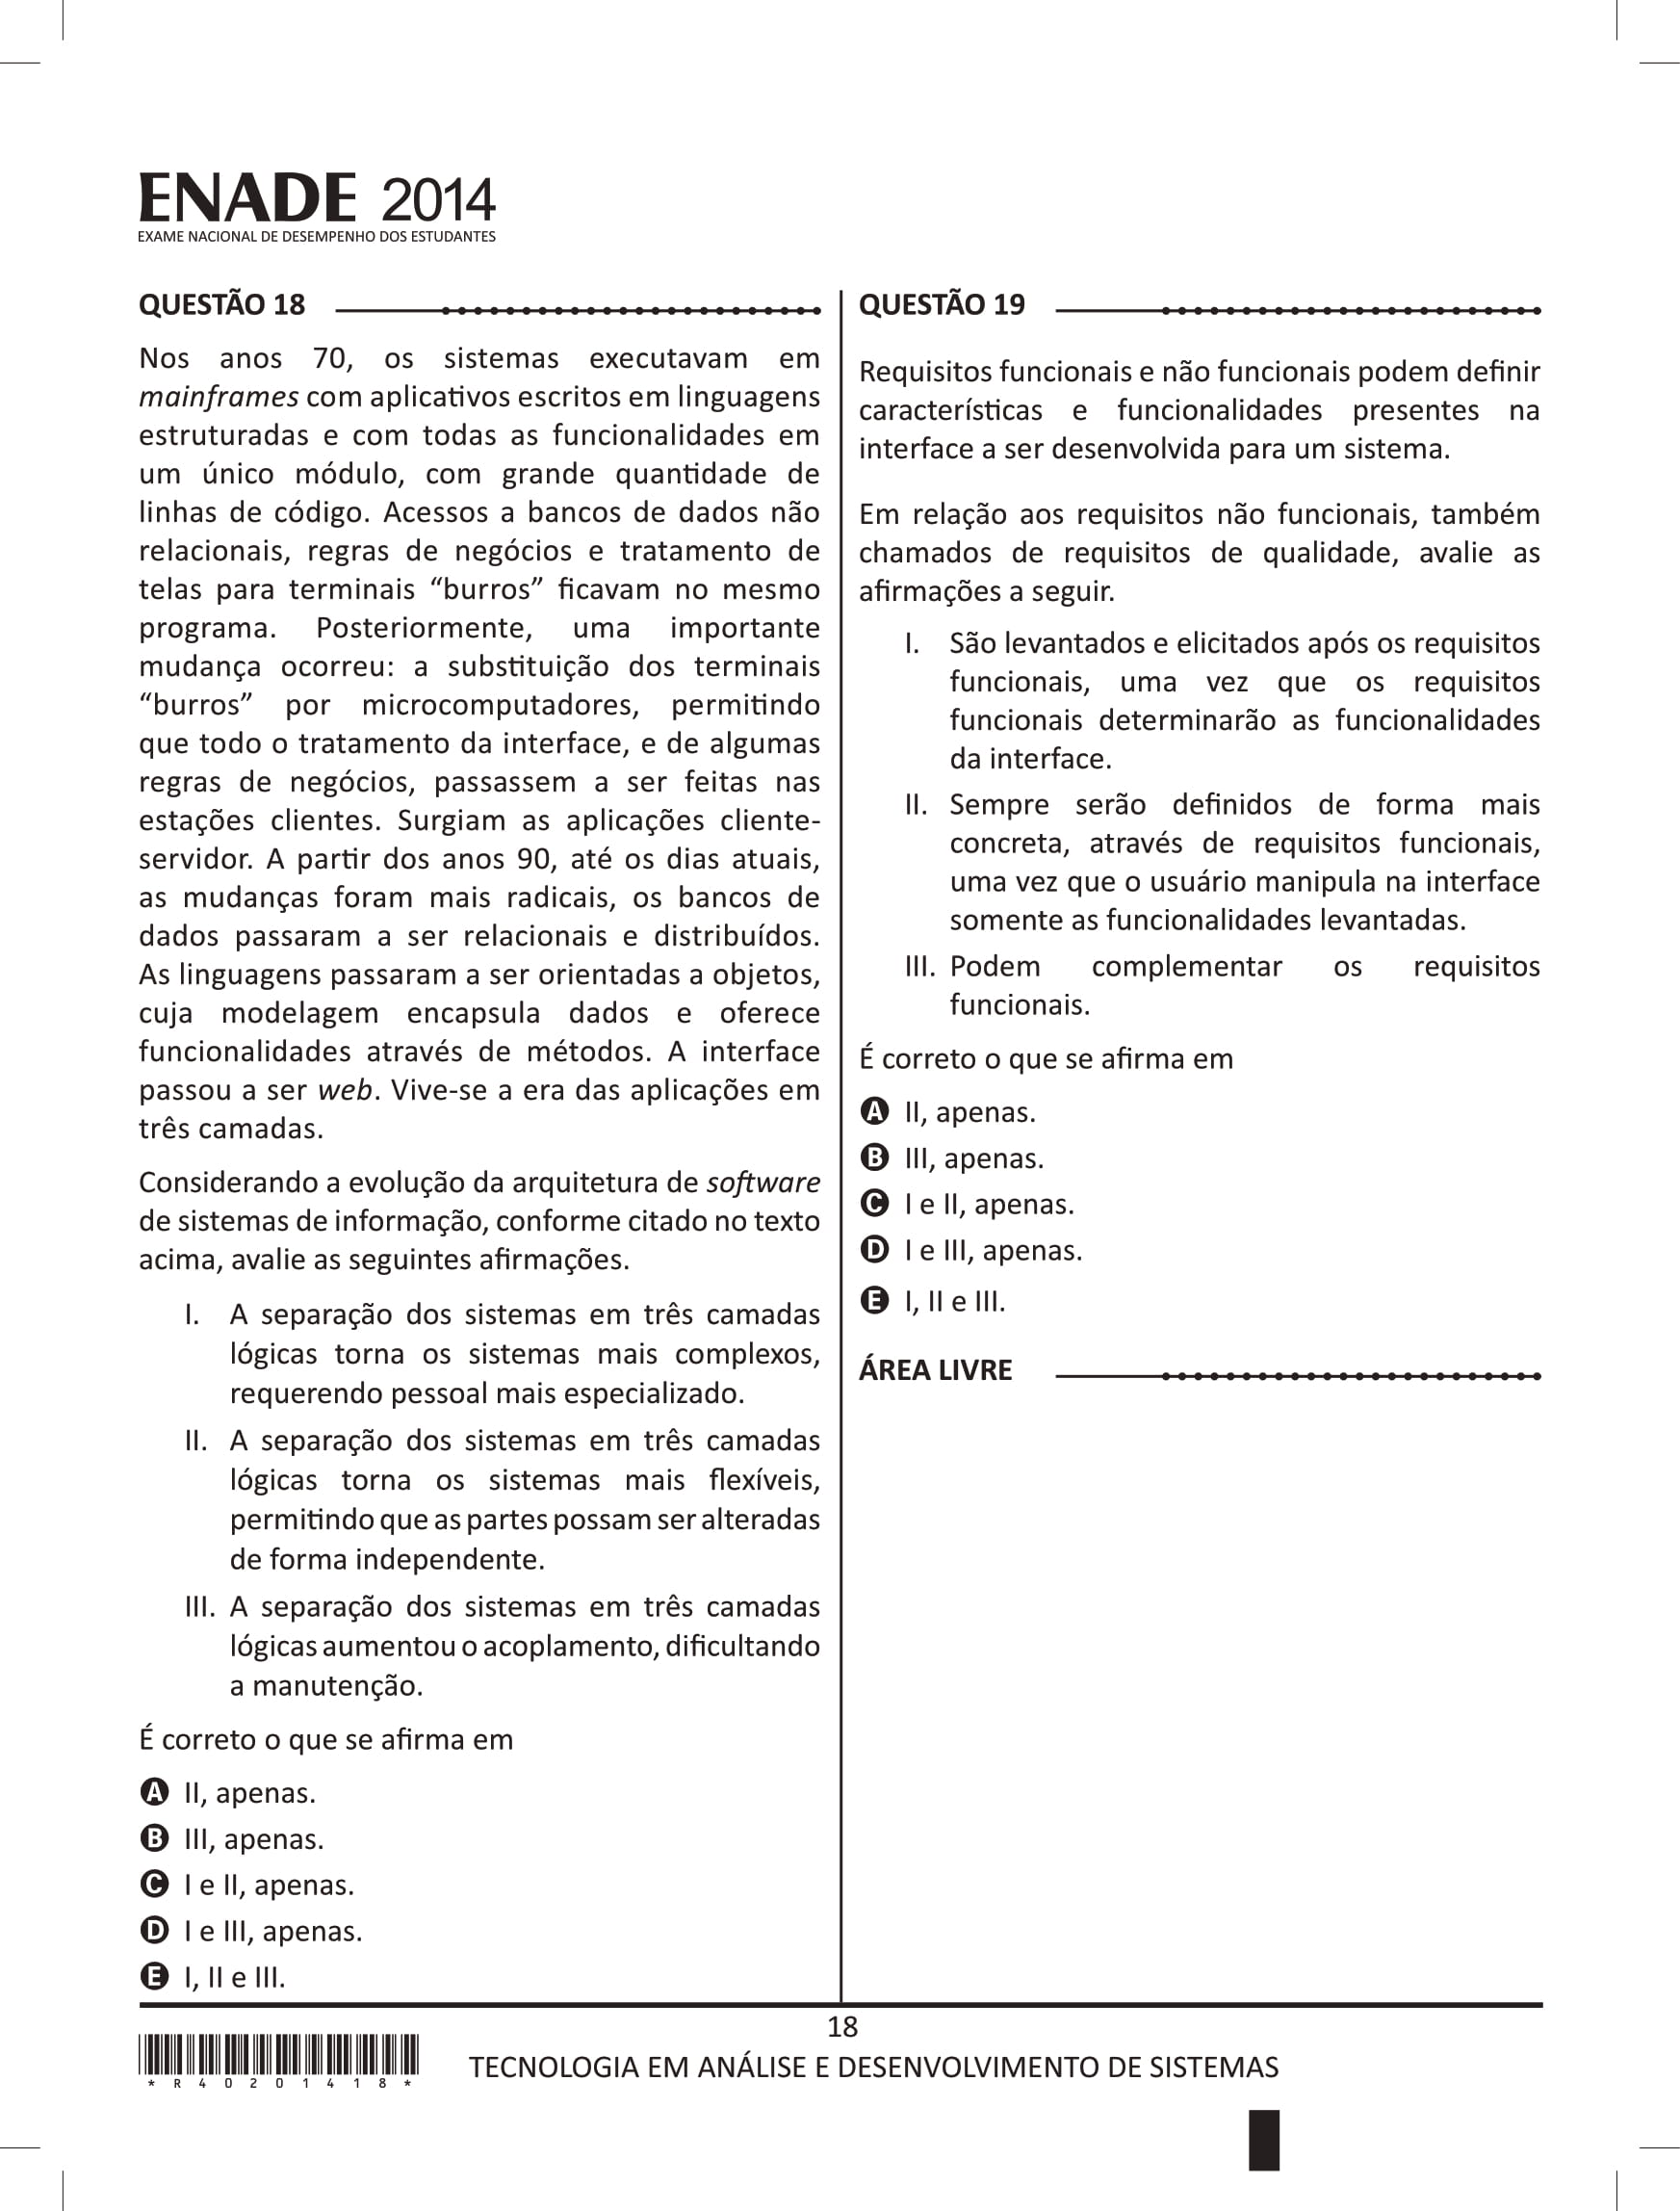 ENADE 2014
EXAME NACIONAL DE DESEMPENHO DOS ESTUDANTES
QUESTÃO 18
Nos anos 70, os sistemas executavam em
mainframes com aplicativos escritos em linguagens
estruturadas e com todas as funcionalidades em
um único módulo, com grande quantidade de
linhas de código. Acessos a bancos de dados não
relacionais, regras de negócios e tratamento de
telas para terminais “burros” ficavam no mesmo
programa. Posteriormente, uma importante
mudança ocorreu: a substituição dos terminais
“burros” por microcomputadores, permitindo
que todo o tratamento da interface, e de algumas
regras de negócios, passassem a ser feitas nas
estações clientes. Surgiam as aplicações cliente-
servidor. A partir dos anos 90, até os dias atuais,
as mudanças foram mais radicais, os bancos de
dados passaram a ser relacionais e distribuídos.
As linguagens passaram a ser orientadas a objetos,
cuja modelagem encapsula dados e oferece
funcionalidades através de métodos. A interface
passou a ser web. Vive-se a era das aplicações em
três camadas.
Considerando a evolução da arquitetura de software
de sistemas de informação, conforme citado no texto
acima, avalie as seguintes afirmações.
I. A separação dos sistemas em três camadas
lógicas torna os sistemas mais complexos,
requerendo pessoal mais especializado.
II. A separação dos sistemas em três camadas
lógicas torna os sistemas mais flexíveis,
permitindo que as partes possam ser alteradas
de forma independente.
III. A separação dos sistemas em três camadas
lógicas aumentou o acoplamento, dificultando
a manutenção.
É correto o que se afirma em
A II, apenas.
B III, apenas.
C I e II, apenas.
D I e III, apenas.
E I, II e III.
QUESTÃO 19
Requisitos funcionais e não funcionais podem definir
características e funcionalidades presentes na
interface a ser desenvolvida para um sistema.
Em relação aos requisitos não funcionais, também
chamados de requisitos de qualidade, avalie as
afirmações a seguir.
I. São levantados e elicitados após os requisitos
funcionais, uma vez que os requisitos
funcionais determinarão as funcionalidades
da interface.
II. Sempre serão definidos de forma mais
concreta, através de requisitos funcionais,
uma vez que o usuário manipula na interface
somente as funcionalidades levantadas.
III. Podem complementar os requisitos
funcionais.
É correto o que se afirma em
A II, apenas.
B III, apenas.
C I e II, apenas.
D I e III, apenas.
E I, II e III.
ÁREA LIVRE
18
TECNOLOGIA EM ANÁLISE E DESENVOLVIMENTO DE SISTEMAS
* R 4 0 2 0 1 4 1 8 *